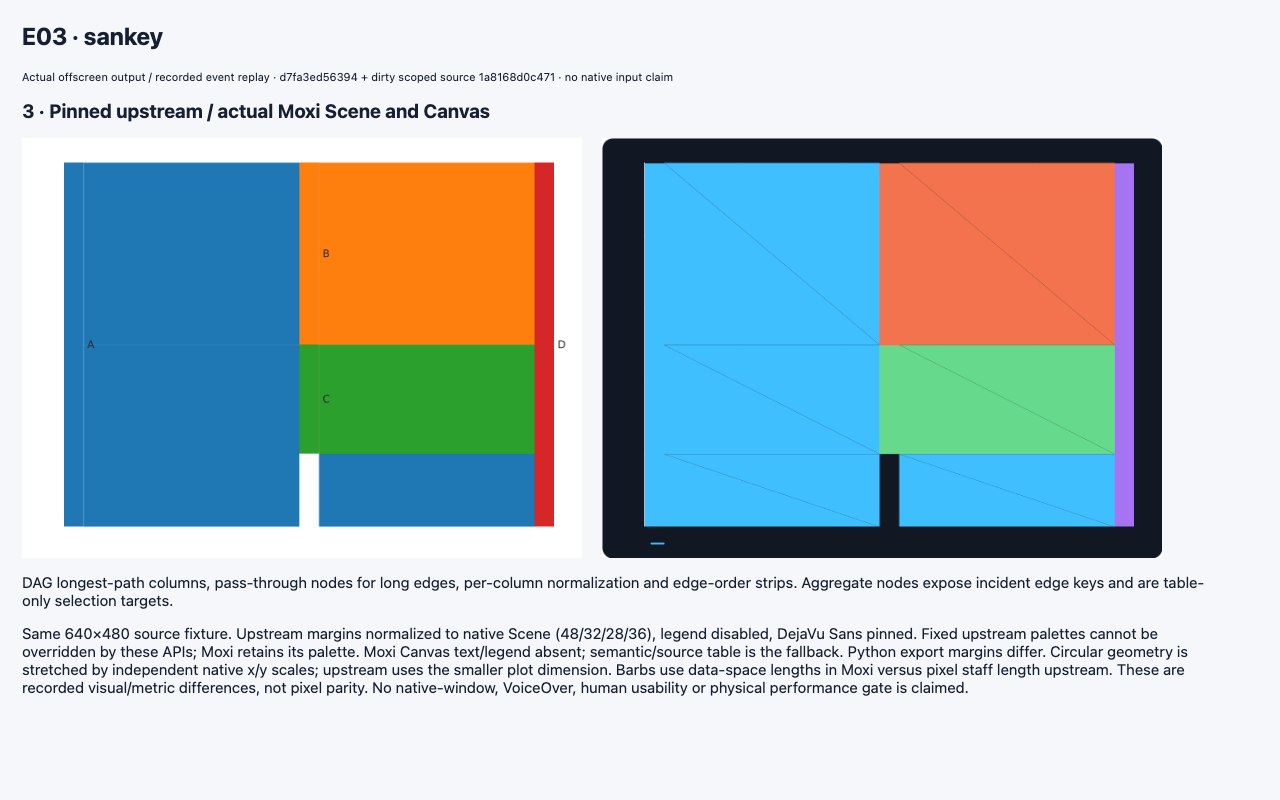 E03 · sankey
Actual offscreen output / recorded event replay · d7fa3ed56394 + dirty scoped source 1a8168d0c471 · no native input claim
3 · Pinned upstream / actual Moxi Scene and Canvas
B
A
D
C
DAG longest-path columns, pass-through nodes for long edges, per-column normalization and edge-order strips. Aggregate nodes expose incident edge keys and are table-
only selection targets.
Same 640×480 source fixture. Upstream margins normalized to native Scene (48/32/28/36), legend disabled, DejaVu Sans pinned. Fixed upstream palettes cannot be
overridden by these APIs; Moxi retains its palette. Moxi Canvas text/legend absent; semantic/source table is the fallback. Python export margins differ. Circular geometry is
stretched by independent native x/y scales; upstream uses the smaller plot dimension. Barbs use data-space lengths in Moxi versus pixel staff length upstream. These are
recorded visual/metric differences, not pixel parity. No native-window, VoiceOver, human usability or physical performance gate is claimed.